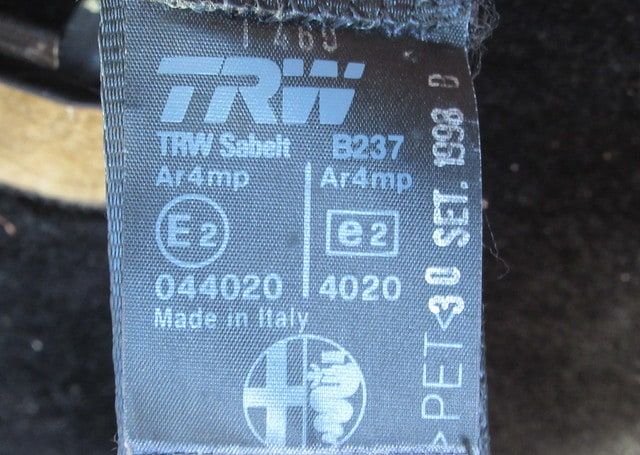 TRW
TRW Sabelt B237
Ar4mp Ar4mp
E2 e2
044020 4020
Made in Italy
>PET< 30 SET. 1998 D